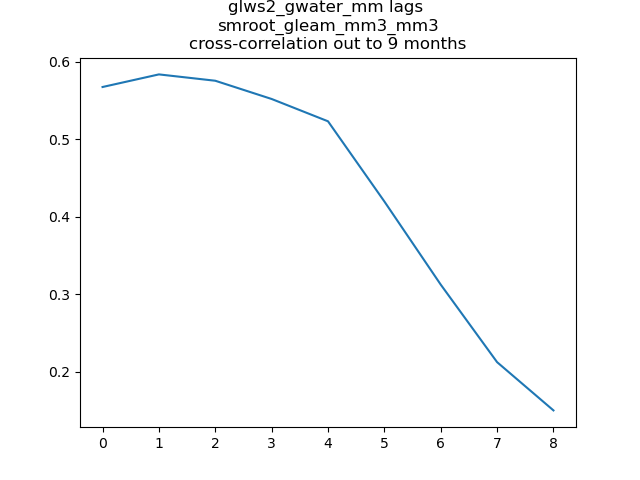 glws2_gwater_mm lags
smroot_gleam_mm3_mm3
cross-correlation out to 9 months
0.6
0.5
0.4
0.3
0.2
0 1 2 3 4 5 6 7 8